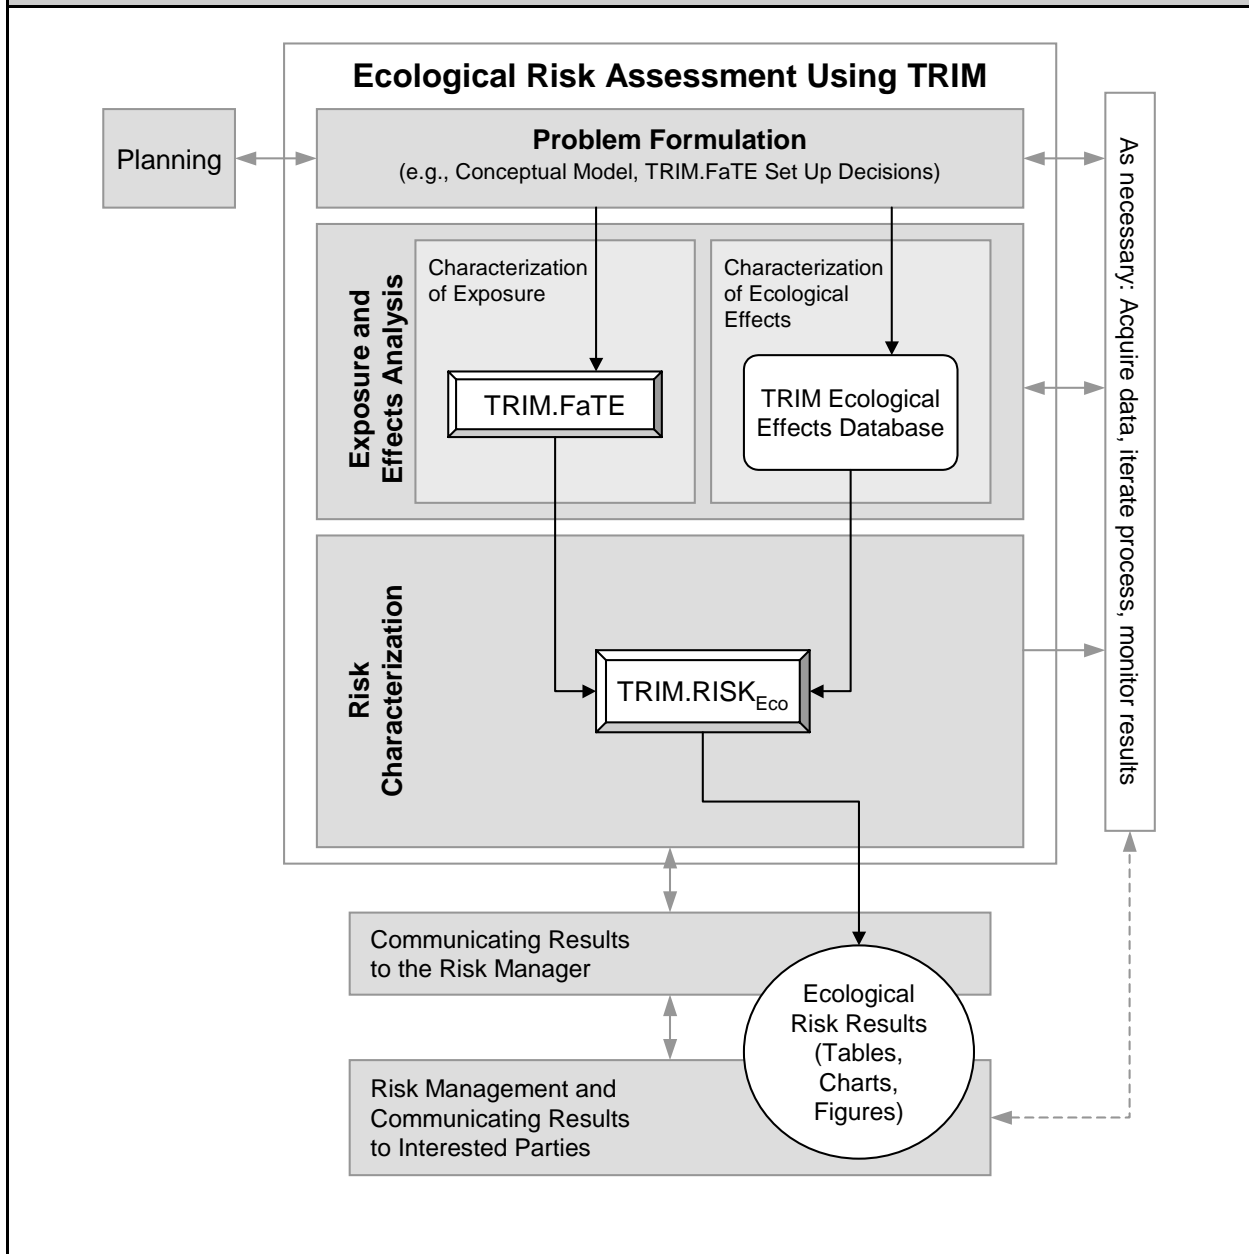 Ecological Risk Assessment Using TRIM
Planning
Problem Formulation
(e.g., Conceptual Model, TRIM.FaTE Set Up Decisions)
Exposure and
Effects Analysis
Characterization
of Exposure
TRIM.FaTE
Characterization
of Ecological
Effects
TRIM Ecological
Effects Database
Risk
Characterization
TRIM.RISKEco
As necessary: Acquire data, iterate process, monitor results
Communicating Results
to the Risk Manager
Ecological
Risk Results
(Tables,
Charts,
Figures)
Risk Management and
Communicating Results
to Interested Parties